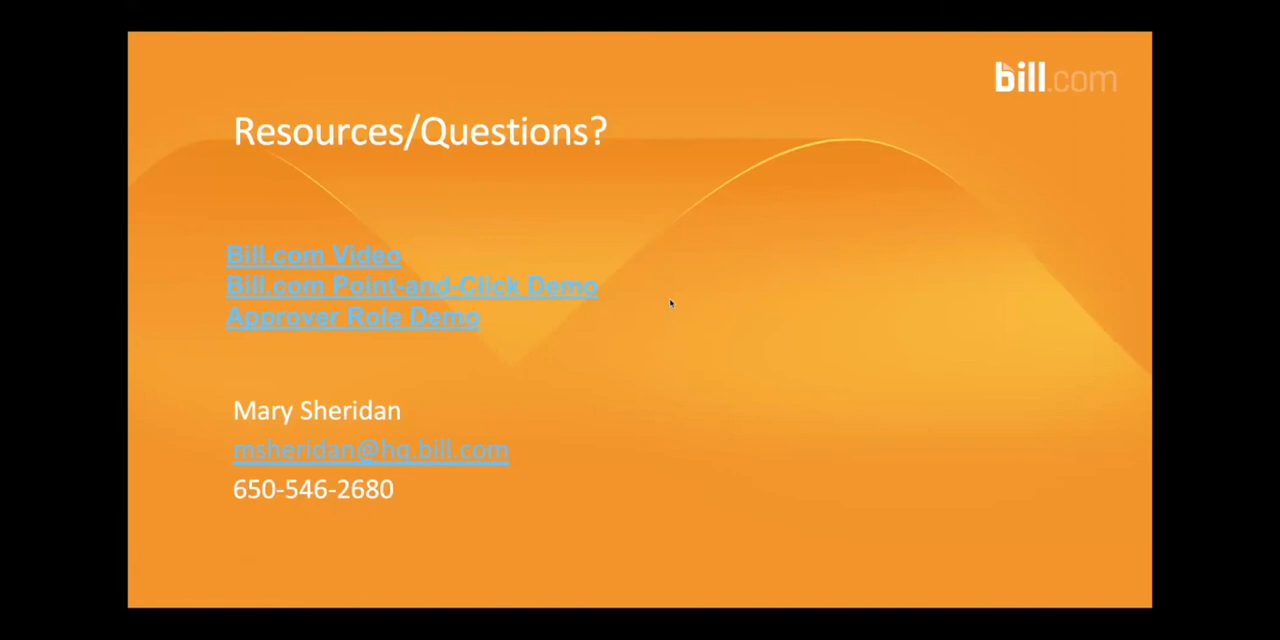 bill.com
Resources/Questions?
Bill.com Video
Bill.com Point-and-Click Demo
Approver Role Demo
Mary Sheridan
msheridan@hq.bill.com
650-546-2680